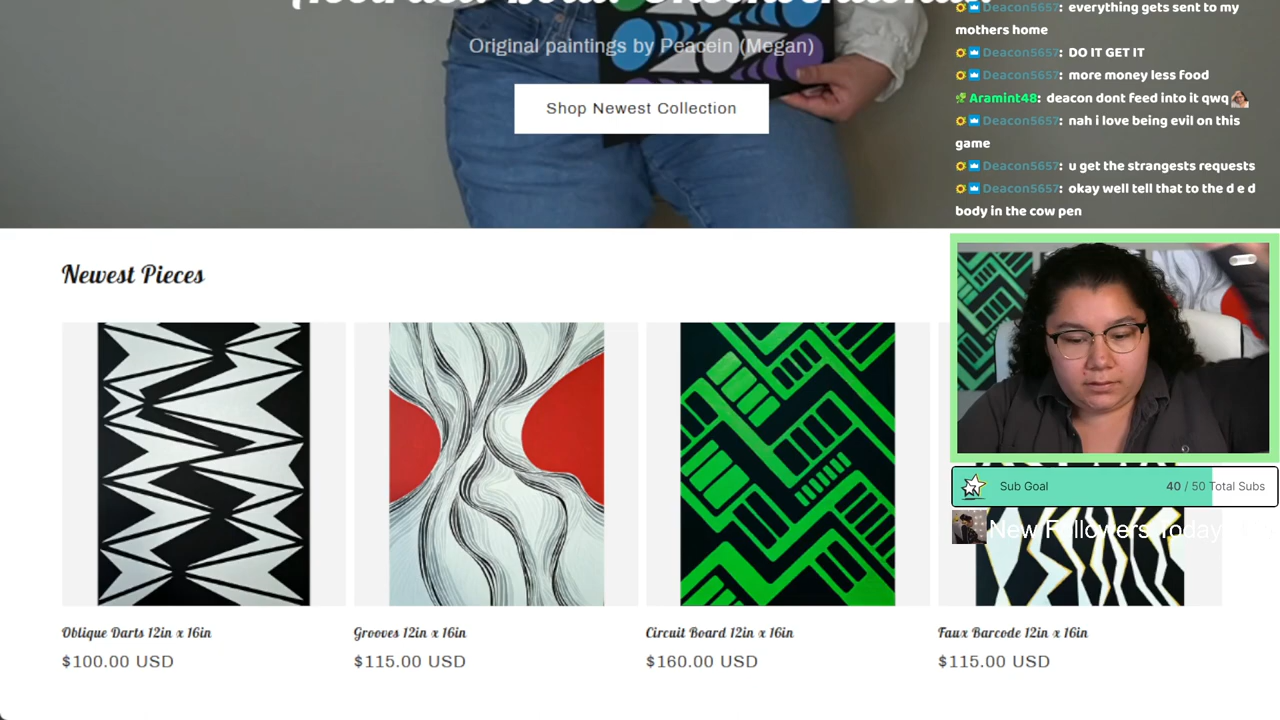 Original paintings by Peacein (Megan)
Shop Newest Collection
Deacon5657: everything gets sent to my
mothers home
Deacon5657: DO IT GET IT
Deacon5657: more money less food
Aramint48: deacon dont feed into it qwq
Deacon5657: nah i love being evil on this
game
Deacon5657: u get the strangests requests
Deacon5657: okay well tell that to the d e d
body in the cow pen
Newest Pieces
Sub Goal
40 / 50 Total Subs
New Followers Today
Oblique Darts 12in x 16in
$100.00 USD
Grooves 12in x 16in
$115.00 USD
Circuit Board 12in x 16in
$160.00 USD
Faux Barcode 12in x 16in
$115.00 USD